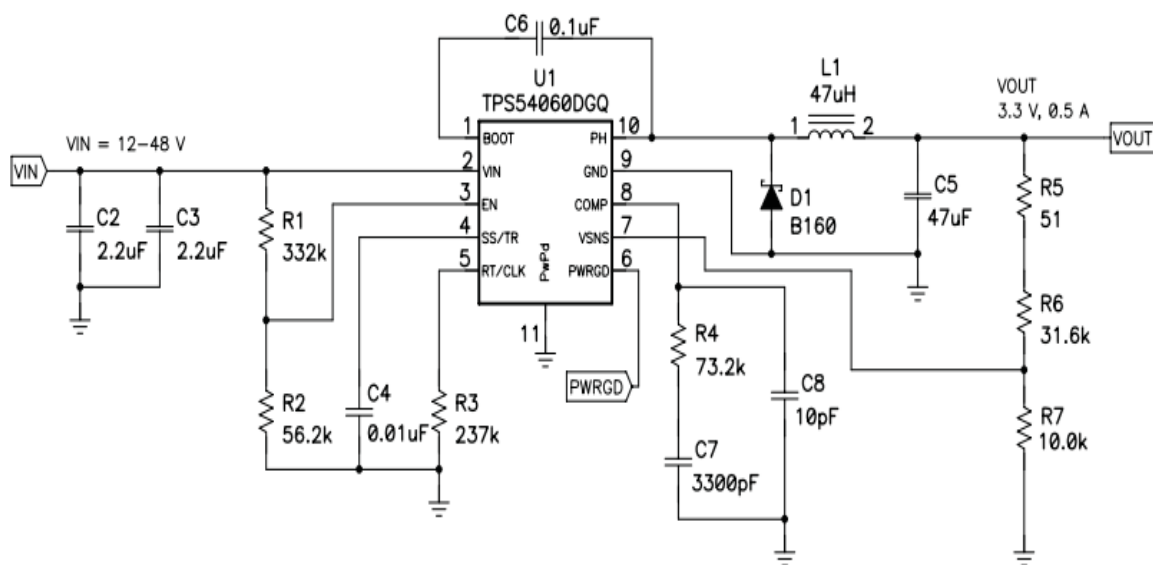 C6
0.1uF
U1
TPS54060DGQ
L1
47uH
VOUT
3.3 V, 0.5 A
VIN = 12-48 V
VIN
1
BOOT
PH
10
2
VIN
GND
9
3
EN
COMP
8
4
SS/TR
VSNS
7
5
RT/CLK
PWRGD
6
PwPd
11
1
2
VOUT
C2
2.2uF
C3
2.2uF
R1
332k
D1
B160
C5
47uF
R5
51
R6
31.6k
R4
73.2k
PWRGD
R2
56.2k
C4
0.01uF
R3
237k
C8
10pF
C7
3300pF
R7
10.0k